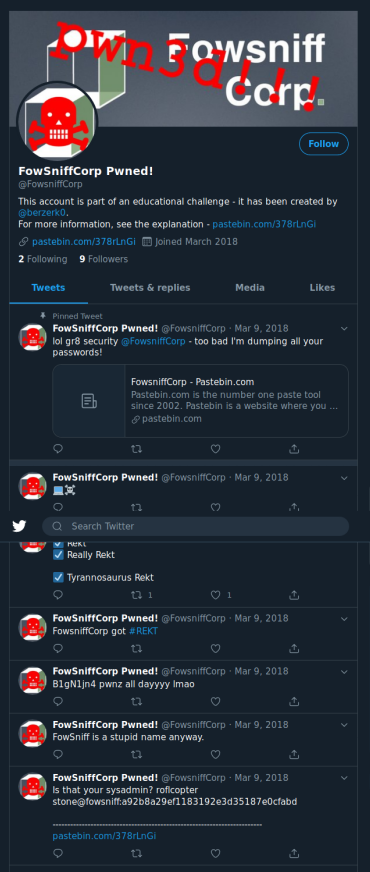 pwn3d!!!
Fowsniff
Corp.
Follow
FowSniffCorp Pwned!
@FowsniffCorp
This account is part of an educational challenge - it has been created by
@berzerk0.
For more information, see the explanation - pastebin.com/378rLnGi
pastebin.com/378rLnGi Joined March 2018
2 Following 9 Followers
Tweets Tweets & replies Media Likes
Pinned Tweet
FowSniffCorp Pwned! @FowsniffCorp · Mar 9, 2018
lol gr8 security @FowsniffCorp - too bad I'm dumping all your
passwords!
FowsniffCorp - Pastebin.com
Pastebin.com is the number one paste tool
since 2002. Pastebin is a website where you ...
pastebin.com
FowSniffCorp Pwned! @FowsniffCorp · Mar 9, 2018
Search Twitter
Rekt
Really Rekt
Tyrannosaurus Rekt
1 1
FowSniffCorp Pwned! @FowsniffCorp · Mar 9, 2018
FowsniffCorp got #REKT
FowSniffCorp Pwned! @FowsniffCorp · Mar 9, 2018
B1gN1jn4 pwnz all dayyyy lmao
FowSniffCorp Pwned! @FowsniffCorp · Mar 9, 2018
FowSniff is a stupid name anyway.
FowSniffCorp Pwned! @FowsniffCorp · Mar 9, 2018
Is that your sysadmin? roflcopter
stone@fowsniff:a92b8a29ef1183192e3d35187e0cfabd
------------------------------------------------------------------
pastebin.com/378rLnGi